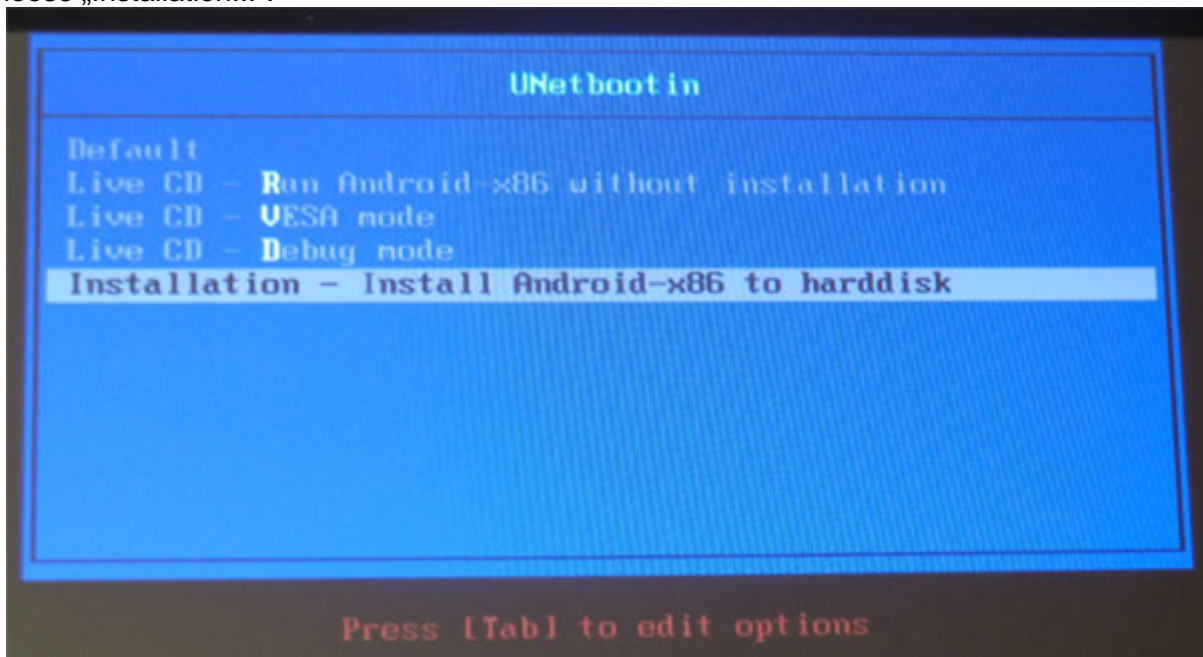 „Installation...“.
UNetbootin
Default
Live CD - Run Android-x86 without installation
Live CD - VESA mode
Live CD - Debug mode
Installation - Install Android-x86 to harddisk
Press [Tab] to edit options